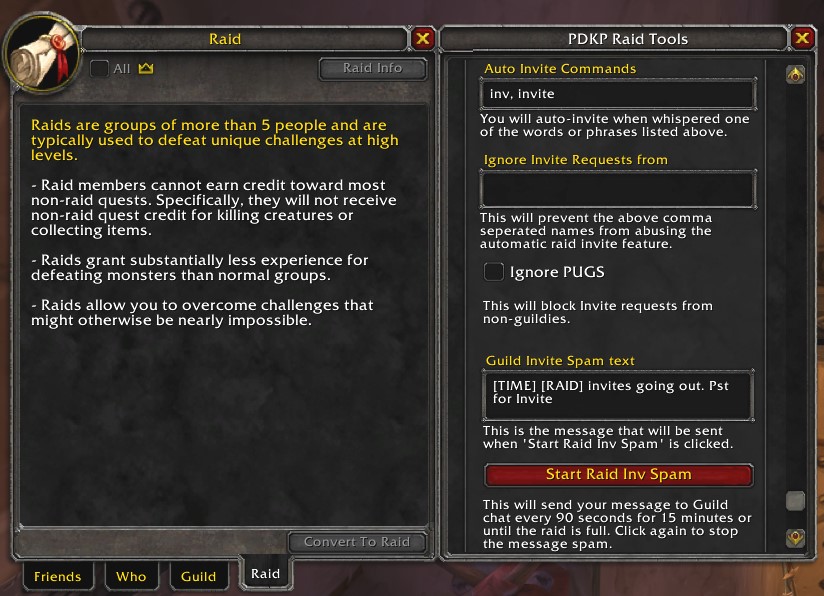 Raid
All
Raid Info
Raids are groups of more than 5 people and are
typically used to defeat unique challenges at high
levels.
- Raid members cannot earn credit toward most
non-raid quests. Specifically, they will not receive
non-raid quest credit for killing creatures or
collecting items.
- Raids grant substantially less experience for
defeating monsters than normal groups.
- Raids allow you to overcome challenges that
might otherwise be nearly impossible.
Convert To Raid
Friends
Who
Guild
Raid
PDKP Raid Tools
Auto Invite Commands
inv, invite
You will auto-invite when whispered one
of the words or phrases listed above.
Ignore Invite Requests from
This will prevent the above comma
seperated names from abusing the
automatic raid invite feature.
Ignore PUGS
This will block Invite requests from
non-guildies.
Guild Invite Spam text
[TIME] [RAID] invites going out. Pst
for Invite
This is the message that will be sent
when 'Start Raid Inv Spam' is clicked.
Start Raid Inv Spam
This will send your message to Guild
chat every 90 seconds for 15 minutes or
until the raid is full. Click again to stop
the message spam.